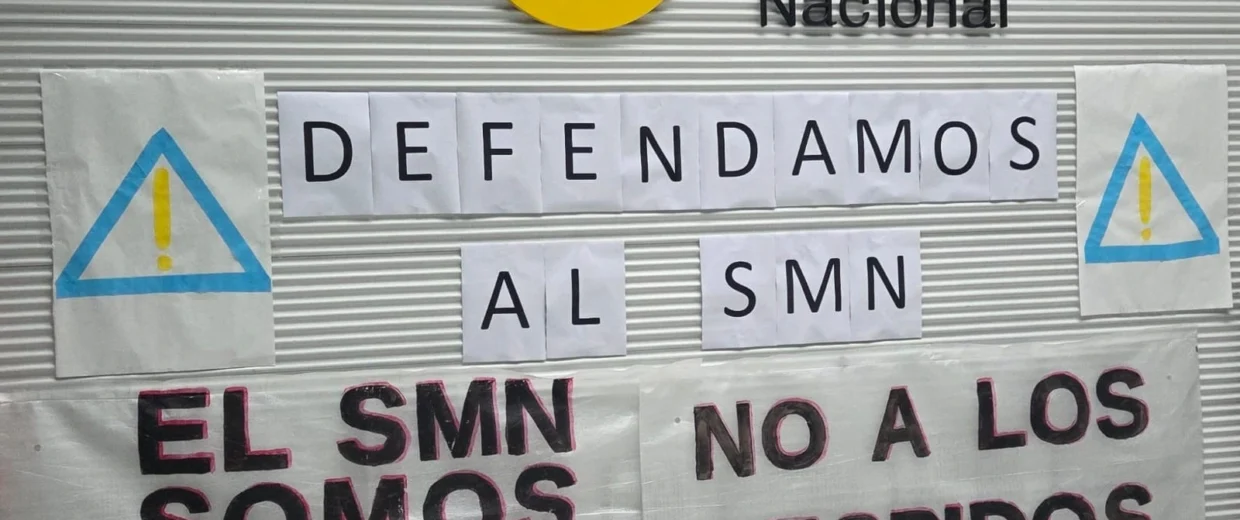 Nacional
DEFENDAMOS
AL SMN
EL SMN
SOMOS
NO A LOS